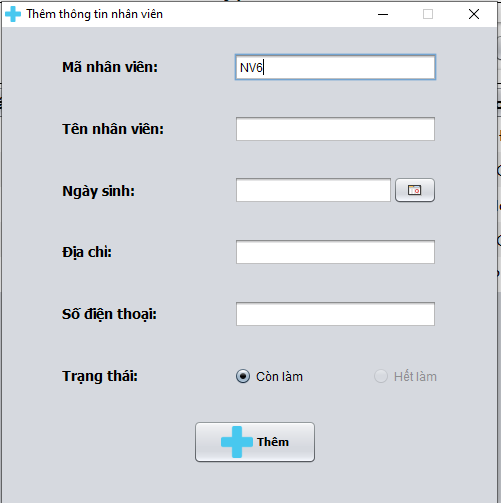 Thêm thông tin nhân viên
Mã nhân viên: NV6
Tên nhân viên:
Ngày sinh:
Địa chỉ:
Số điện thoại:
Trạng thái: Còn làm Hết làm
Thêm